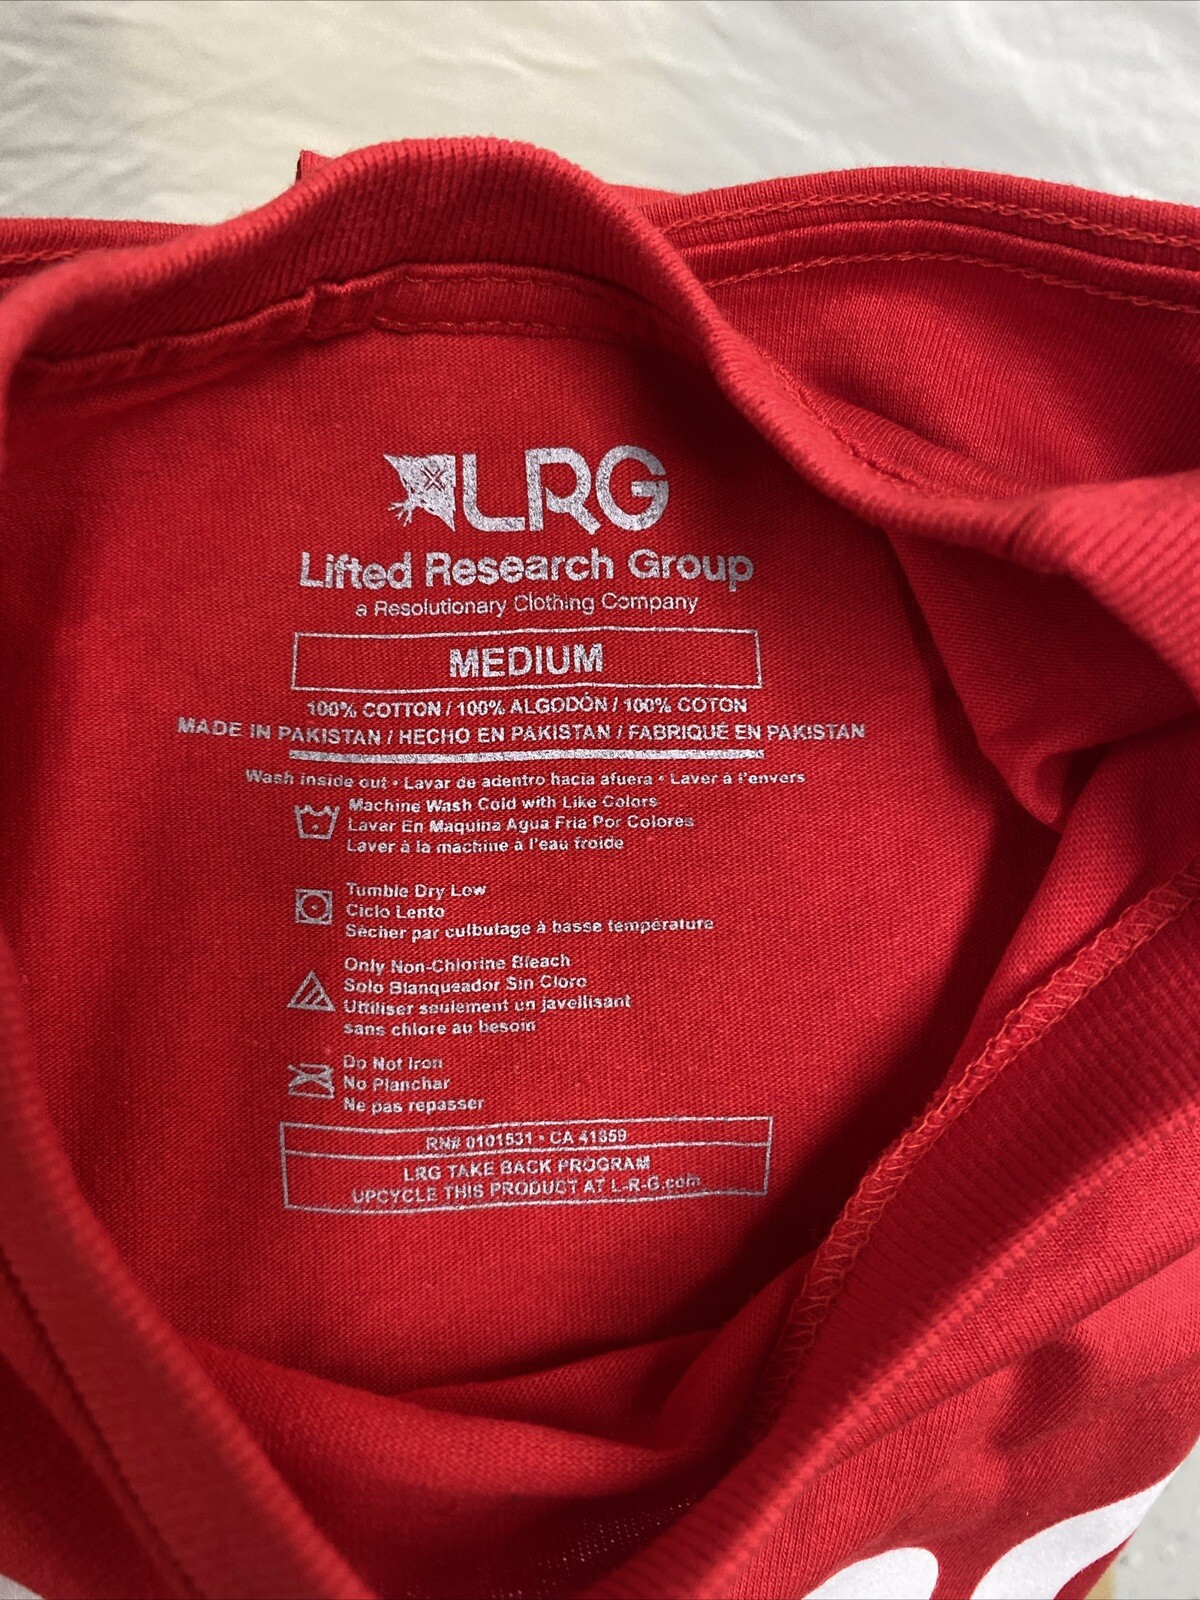 LRG
Lifted Research Group
a Resolutionary Clothing Company
MEDIUM
100% COTTON / 100% ALGODÓN / 100% COTON
MADE IN PAKISTAN / HECHO EN PAKISTAN / FABRIQUÉ EN PAKISTAN
Wash inside out • Lavar de adentro hacia afuera • Laver à l'envers
Machine Wash Cold with Like Colors
Lavar En Maquina Agua Fria Por Colores
Laver à la machine à l'eau froide
Tumble Dry Low
Ciclo Lento
Sécher par culbutage à basse température
Only Non-Chlorine Bleach
Solo Blanqueador Sin Cloro
Uttiliser seulement un javellisant
sans chlore au besoin
Do Not Iron
No Planchar
Ne pas repasser
RN# 0101531 • CA 41359
LRG TAKE BACK PROGRAM
UPCYCLE THIS PRODUCT AT L-R-G.com